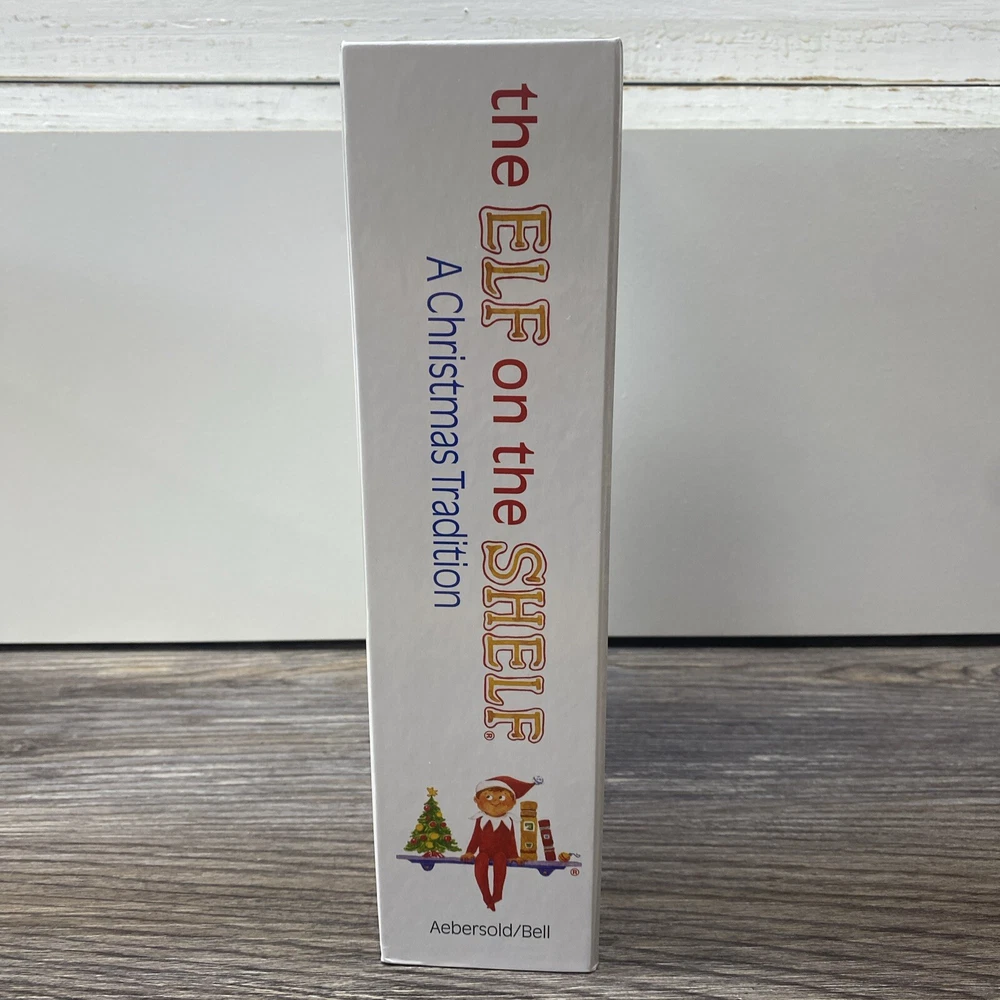 the ELF on the SHELF®
A Christmas Tradition
®
Aebersold/Bell